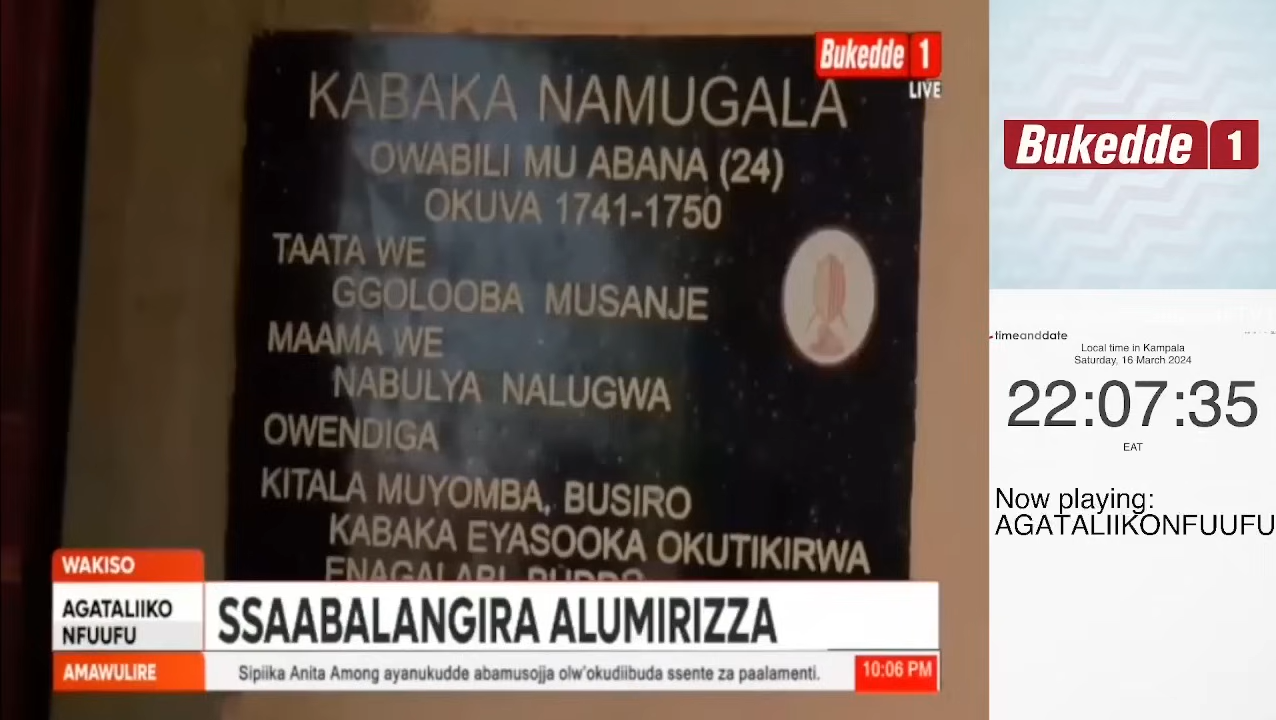 KABAKA NAMUGALA
OWABILI MU ABANA (24)
OKUVA 1741-1750
TAATA WE
GGOLOOBA MUSANJE
MAAMA WE
NABULYA NALUGWA
OWENDIGA
KITALA MUYOMBA, BUSIRO
KABAKA EYASOOKA OKUTIKIRWA
ENAGALABI BUDDO
Bukedde 1
LIVE
WAKISO
AGATALIIKO
NFUUFU
SSAABALANGIRA ALUMIRIZZA
AMAWULIRE
Sipiika Anita Among ayanukudde abamusojja olw'okudiibuda ssente za paalamenti.
10:06 PM
Bukedde 1
timeanddate
Local time in Kampala
Saturday, 16 March 2024
22:07:35
EAT
Now playing:
AGATALIIKONFUUFU